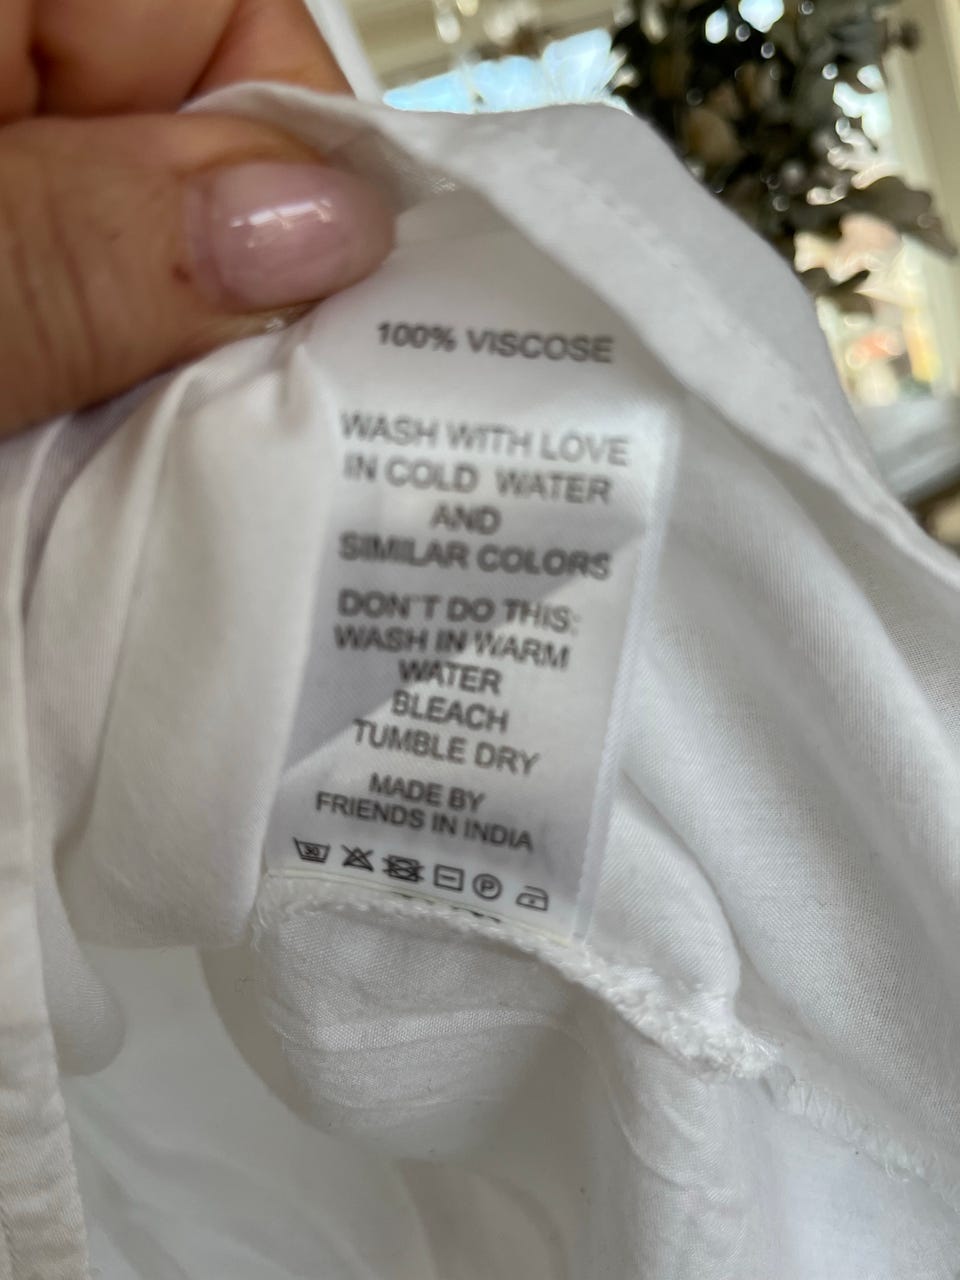 100% VISCOSE
WASH WITH LOVE
IN COLD WATER
AND
SIMILAR COLORS
DON'T DO THIS:
WASH IN WARM
WATER
BLEACH
TUMBLE DRY
MADE BY
FRIENDS IN INDIA
30 P